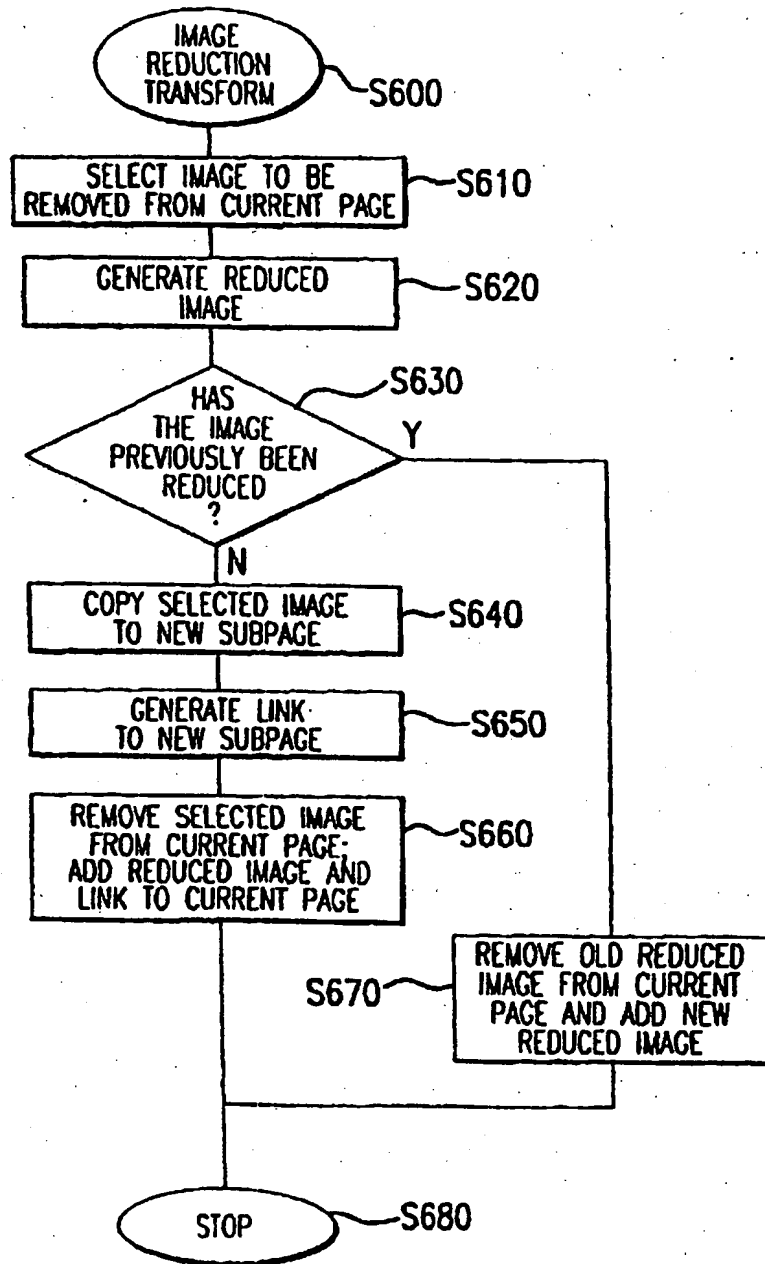 IMAGE
REDUCTION
TRANSFORM
S600
SELECT IMAGE TO BE
REMOVED FROM CURRENT PAGE
S610
GENERATE REDUCED
IMAGE
S620
S630
HAS
THE IMAGE
PREVIOUSLY BEEN
REDUCED
?
Y
N
COPY SELECTED IMAGE
TO NEW SUBPAGE
S640
GENERATE LINK
TO NEW SUBPAGE
S650
REMOVE SELECTED IMAGE
FROM CURRENT PAGE;
ADD REDUCED IMAGE AND
LINK TO CURRENT PAGE
S660
S670
REMOVE OLD REDUCED
IMAGE FROM CURRENT
PAGE AND ADD NEW
REDUCED IMAGE
STOP
S680